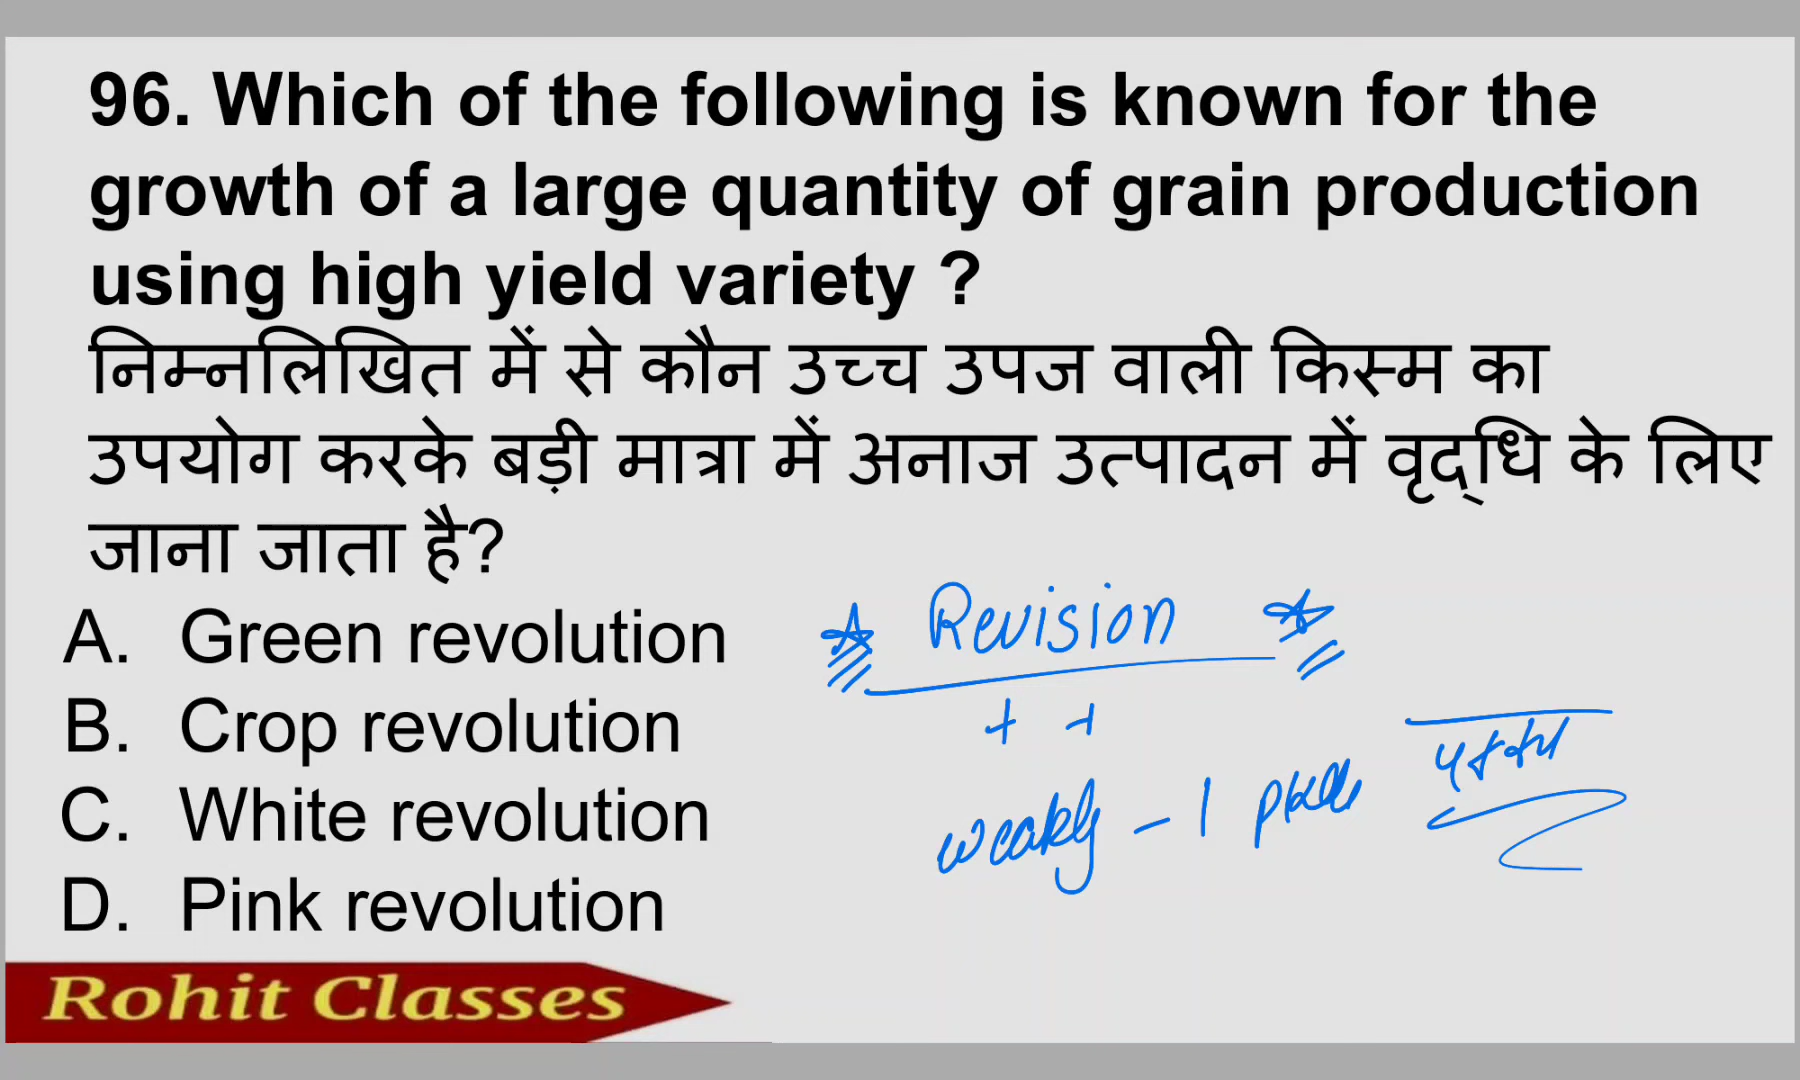 96. Which of the following is known for the
growth of a large quantity of grain production
using high yield variety ?
निम्नलिखित में से कौन उच्च उपज वाली किस्म का
उपयोग करके बड़ी मात्रा में अनाज उत्पादन में वृद्धि के लिए
जाना जाता है?
A. Green revolution
B. Crop revolution
C. White revolution
D. Pink revolution
Revision
+ +
weakly - 1
Rohit Classes